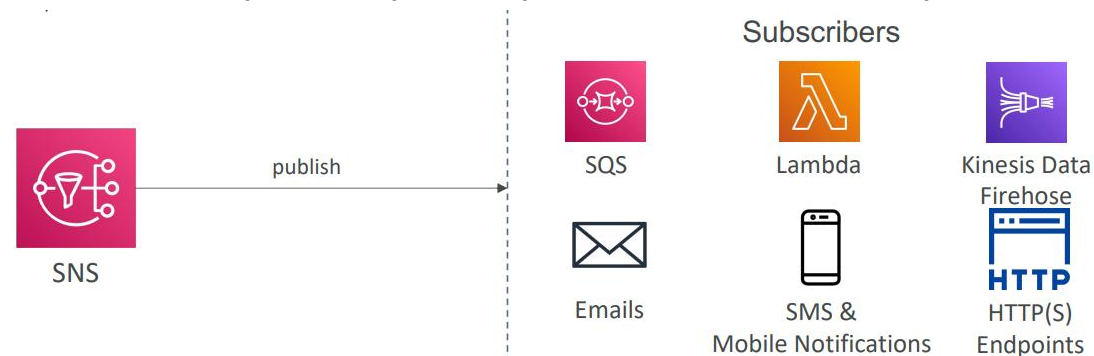 Subscribers
publish
SNS
SQS
Lambda
Kinesis Data
Firehose
Emails
SMS &
Mobile Notifications
HTTP
HTTP(S)
Endpoints